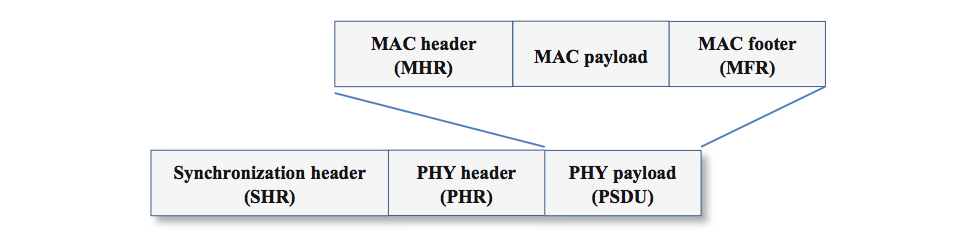 MAC header
(MHR)
MAC payload
MAC footer
(MFR)
Synchronization header
(SHR)
PHY header
(PHR)
PHY payload
(PSDU)